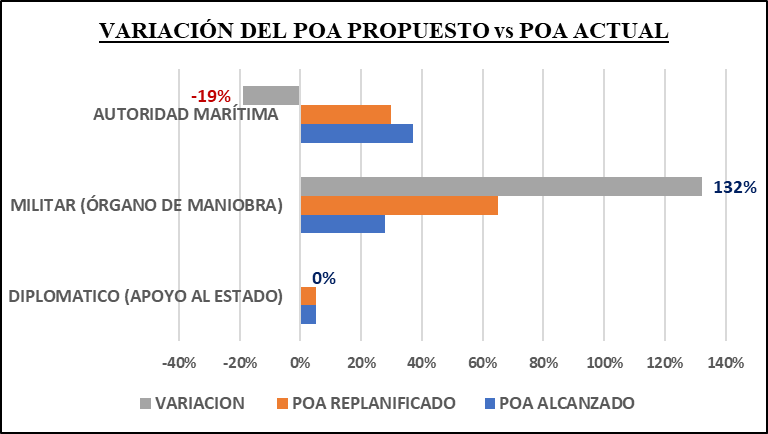 VARIACIÓN DEL POA PROPUESTO vs POA ACTUAL
-19%
AUTORIDAD MARÍTIMA
132%
MILITAR (ÓRGANO DE MANIOBRA)
0%
DIPLOMATICO (APOYO AL ESTADO)
-40% -20% 0% 20% 40% 60% 80% 100% 120% 140%
VARIACION POA REPLANIFICADO POA ALCANZADO